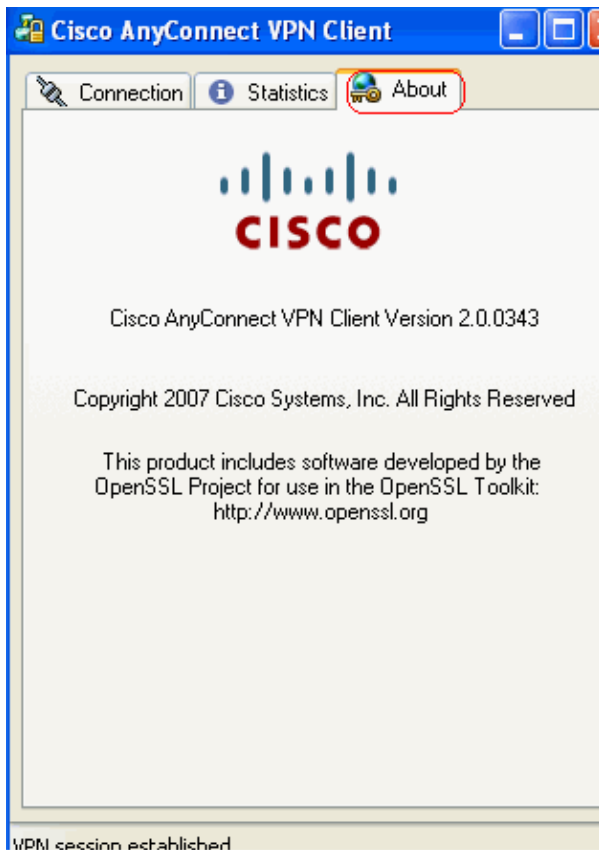 Cisco AnyConnect VPN Client
Connection Statistics About
CISCO
Cisco AnyConnect VPN Client Version 2.0.0343
Copyright 2007 Cisco Systems, Inc. All Rights Reserved
This product includes software developed by the
OpenSSL Project for use in the OpenSSL Toolkit:
http://www.openssl.org
VPN session established